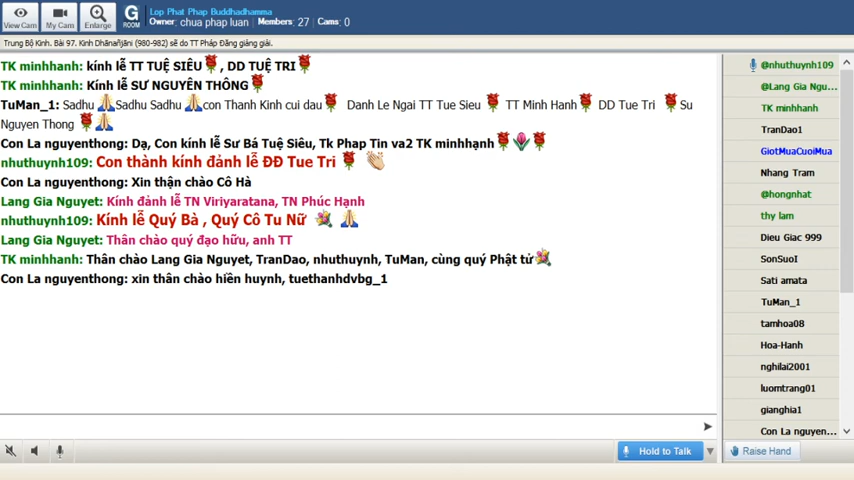 View Cam
My Cam
Enlarge
G
ROOM
Lop Phat Phap Buddhadhamma
Owner: chua phap luan Members: 27 Cams: 0
Trung Bộ Kinh. Bài 97. Kinh Dhānañjāni (980-982) sẽ do TT Pháp Đăng giảng giải.
TK minhhanh: kính lễ TT TUỆ SIÊU🌹, DD TUỆ TRI🌹
TK minhhanh: Kính lễ SƯ NGUYÊN THÔNG🌹
TuMan_1: Sadhu 🙏Sadhu Sadhu 🙏con Thanh Kinh cui dau🌹 Danh Le Ngai TT Tue Sieu 🌹 TT Minh Hanh🌹 DD Tue Tri 🌹Su
Nguyen Thong 🌹🙏
Con La nguyenthong: Dạ, Con kính lễ Sư Bá Tuệ Siêu, Tk Phap Tin va2 TK minhhạnh🌹🌷🌹
nhuthuynh109: Con thành kính đảnh lễ ĐĐ Tue Tri 🌹 👏
Con La nguyenthong: Xin thận chào Cô Hà
Lang Gia Nguyet: Kính đảnh lễ TN Viriyaratana, TN Phúc Hạnh
nhuthuynh109: Kính lễ Quý Bà , Quý Cô Tu Nữ 💐 🙏
Lang Gia Nguyet: Thân chào quý đạo hữu, anh TT
TK minhhanh: Thân chào Lang Gia Nguyet, TranDao, nhuthuynh, TuMan, cùng quý Phật tử💐
Con La nguyenthong: xin thân chào hiền huynh, tuethanhdvbg_1
@nhuthuynh109
@Lang Gia Ngu...
TK minhhanh
TranDao1
GiotMuaCuoiMua
Nhang Tram
@hongnhat
thy lam
Dieu Giac 999
SonSuoI
Sati amata
TuMan_1
tamhoa08
Hoa-Hanh
nghilai2001
luomtrang01
gianghia1
Con La nguyen...
Hold to Talk
Raise Hand